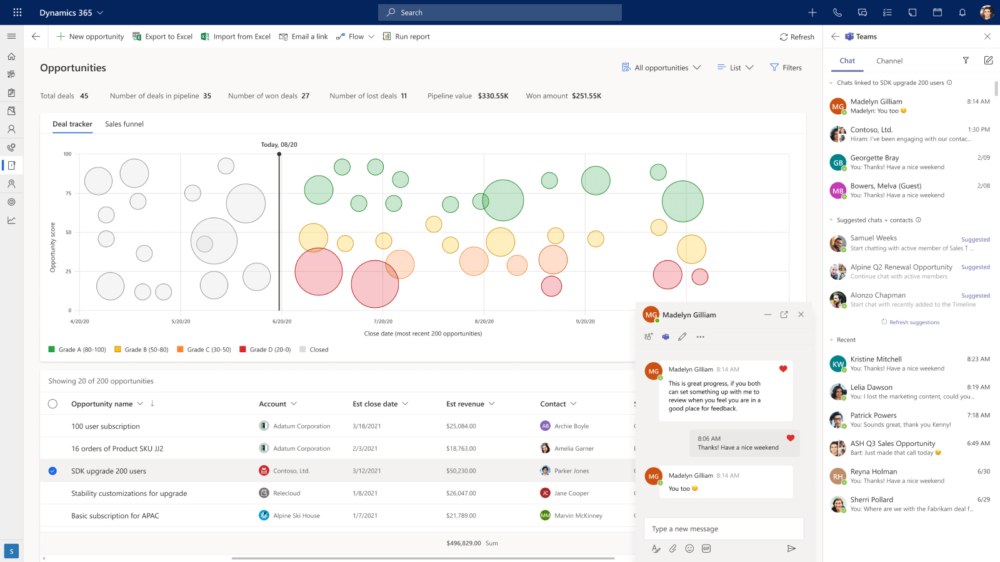 Dynamics 365
Search
New opportunity
Export to Excel
Import from Excel
Email a link
Flow
Run report
Refresh
Opportunities
All opportunities
List
Filters
Total deals 45
Number of deals in pipeline 35
Number of won deals 27
Number of lost deals 11
Pipeline value $330.55K
Won amount $251.55K
Deal tracker
Sales funnel
Today, 08/20
100
75
50
25
0
Opportunity score
4/20/20
5/20/20
6/20/20
7/20/20
8/20/20
9/20/20
Close date (most recent 200 opportunities)
Grade A (80-100)
Grade B (50-80)
Grade C (30-50)
Grade D (20-0)
Closed
Showing 20 of 200 opportunities
Opportunity name
Account
Est close date
Est revenue
Contact
100 user subscription
Adatum Corporation
3/18/2021
$25,084.00
AB
Archie Boyle
16 orders of Product SKU JJ2
Adatum Corporation
2/3/2021
$18,763.00
Amelia Garner
SDK upgrade 200 users
Contoso, Ltd.
3/12/2021
$50,230.00
Parker Jones
Stability customizations for upgrade
Relecloud
1/8/2021
$26,047.00
JC
Jane Cooper
Basic subscription for APAC
Alpine Ski House
1/7/2021
$21,789.00
MM
Marvin McKinney
$496,829.00 Sum
S
MG
Madelyn Gilliam
MG
Madelyn Gilliam 8:14 AM
This is great progress, if you both
can set something up with me to
review when you feel you are in a
good place for feedback.
8:06 AM
Thanks! Have a nice weekend
MG
Madelyn Gilliam 8:14 AM
You too
Type a new message
GIF
Teams
Chat
Channel
Chats linked to SDK upgrade 200 users
MG
Madelyn Gilliam
8:14 AM
Madelyn: You too
Contoso, Ltd.
1:30 PM
Hiram: I've been engaging with our contac...
GB
Georgette Bray
2/09
You: Thanks! Have a nice weekend
MB
Bowers, Melva (Guest)
2/08
You: Thanks! Have a nice weekend
Suggested chats + contacts
Samuel Weeks
Suggested
Start chatting with active member of Sales T ...
Alpine Q2 Renewal Opportunity
Suggested
Continue chat with active members
Alonzo Chapman
Suggested
Start chat with recently added to the Timeline
Refresh suggestions
Recent
KW
Kristine Mitchell
8:23 AM
You: Thanks! Have a nice weekend
Lelia Dawson
8:19 AM
You: I lost the marketing content, could you...
Patrick Powers
7:18 AM
You: Sounds great, thank you Kenny!
ASH Q3 Sales Opportunity
6:49 AM
Bart: Just made that call today
RH
Reyna Holman
6/30
You: Thanks! Have a nice weekend
Sherri Pollard
6/29
You: Where are we with the Fabrikam deal f...